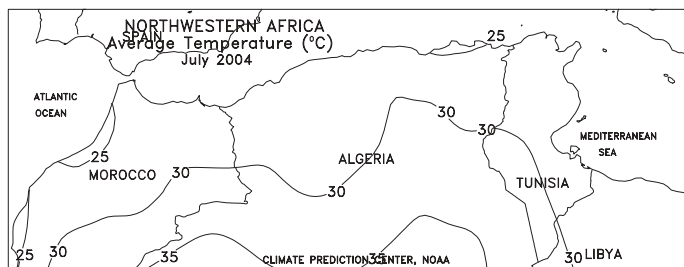 NORTHWESTERN AFRICA
SPAIN
Average Temperature (°C)
July 2004
25
ATLANTIC
OCEAN
30
30
MEDITERRANEAN
SEA
25
ALGERIA
MOROCCO
30
30
TUNISIA
25
30
35
CLIMATE PREDICTION CENTER, NOAA
35
30
LIBYA